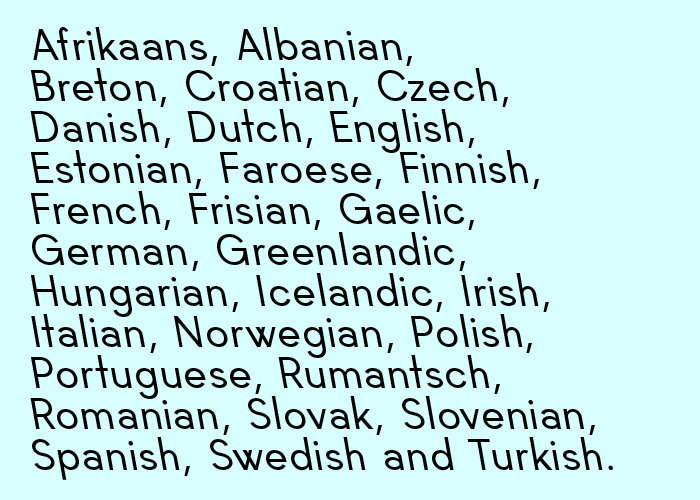 Afrikaans, Albanian,
Breton, Croatian, Czech,
Danish, Dutch, English,
Estonian, Faroese, Finnish,
French, Frisian, Gaelic,
German, Greenlandic,
Hungarian, Icelandic, Irish,
Italian, Norwegian, Polish,
Portuguese, Rumantsch,
Romanian, Slovak, Slovenian,
Spanish, Swedish and Turkish.